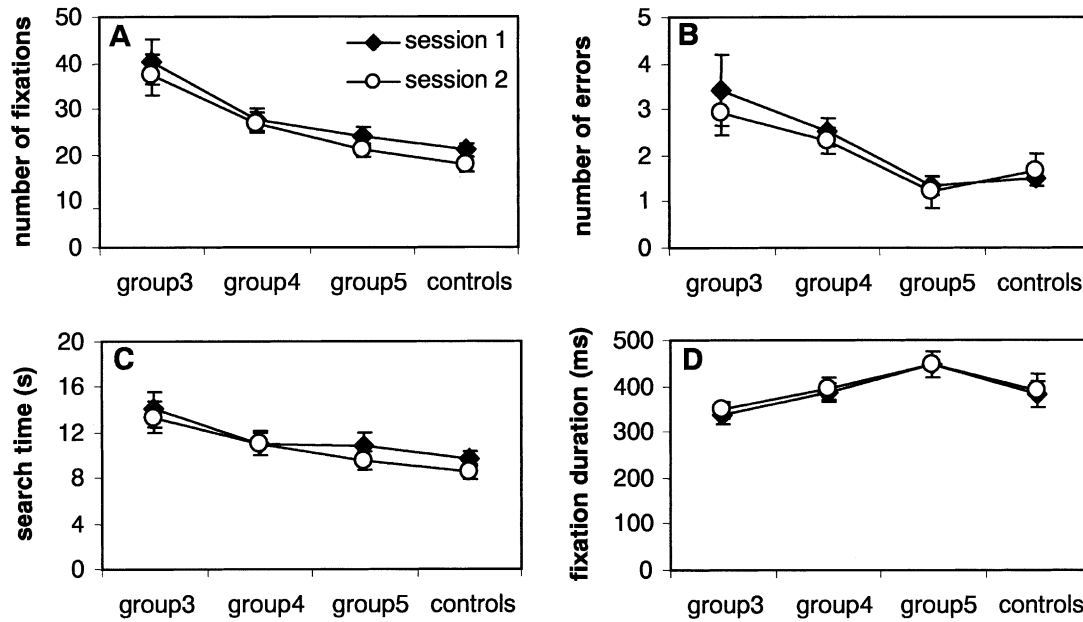 A
session 1
session 2
number of fixations
50
40
30
20
10
0
group3 group4 group5 controls
B
number of errors
5
4
3
2
1
0
group3 group4 group5 controls
C
search time (s)
20
16
12
8
4
0
group3 group4 group5 controls
D
fixation duration (ms)
500
400
300
200
100
0
group3 group4 group5 controls